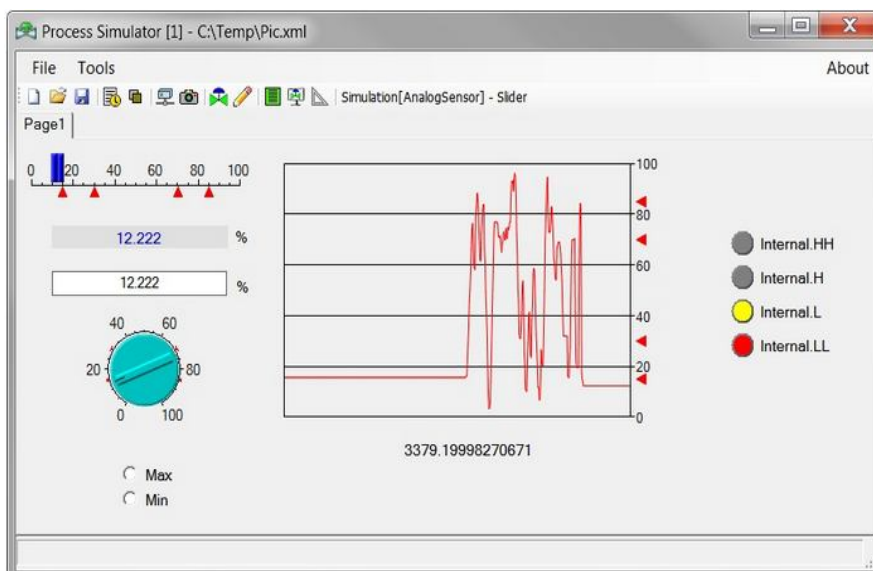 Process Simulator [1] - C:\Temp\Pic.xml
File Tools About
Simulation[AnalogSensor] - Slider
Page1
0 20 40 60 80 100
12.222 %
12.222 %
40 60
20 80
0 100
Max
Min
100
80
60
40
20
0
3379.19998270671
Internal.HH
Internal.H
Internal.L
Internal.LL